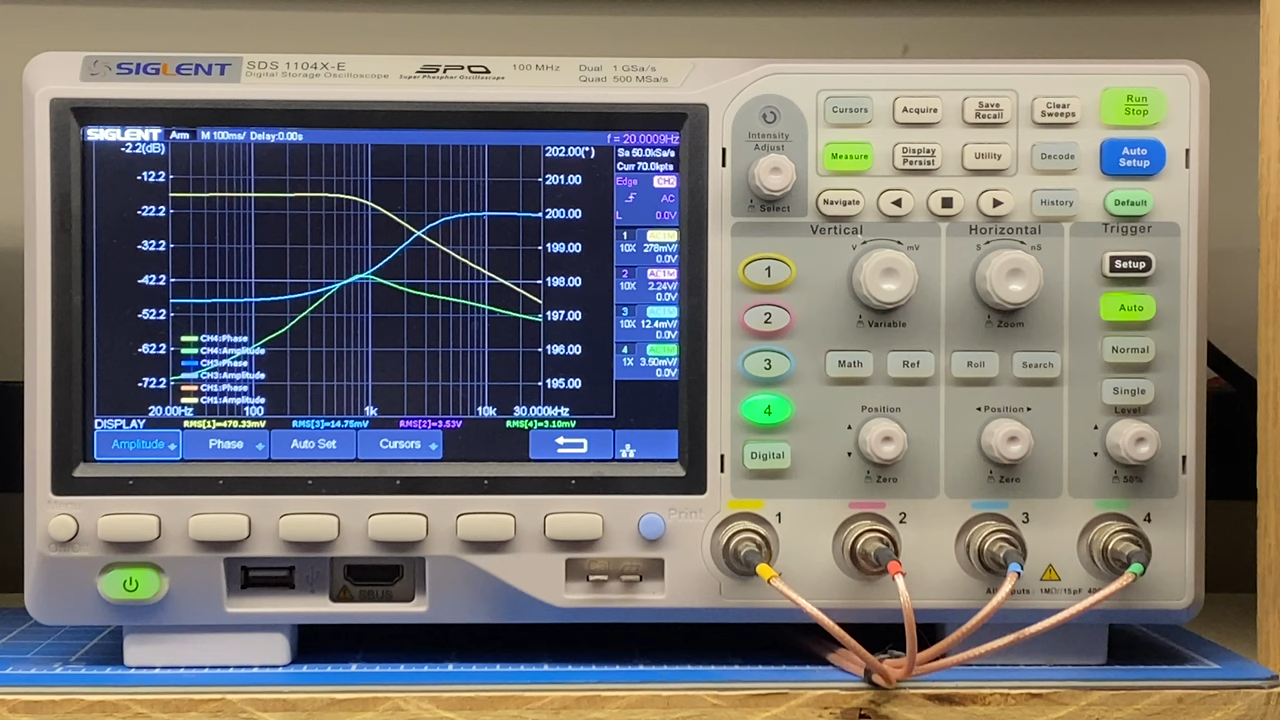 SIGLENT
SDS 1104X-E
Digital Storage Oscilloscope
SPO
Super Phosphor Oscilloscope
100 MHz
Dual 1 GSa/s
Quad 500 MSa/s
SIGLENT Arm M 100ms/ Delay:0.00s
f = 20.0009Hz
-2.2(dB)
-12.2
-22.2
-32.2
-42.2
-52.2
-62.2
-72.2
202.00(°)
201.00
200.00
199.00
198.00
197.00
196.00
195.00
CH4:Phase
CH4:Amplitude
CH3:Phase
CH3:Amplitude
CH1:Phase
CH1:Amplitude
20.00Hz 100 1k 10k 30.000kHz
Sa 50.0kSa/s
Curr 70.0kpts
Edge CH2
AC
L 0.0V
1 AC1M
10X 278mV/
0.0V
2 AC1M
10X 2.24V/
0.0V
3 AC1M
10X 12.4mV/
0.0V
4 AC1M
1X 3.50mV/
0.0V
DISPLAY RMS[1]=470.33mV RMS[3]=14.75mV RMS[2]=3.53V RMS[4]=3.10mV
Amplitude Phase Auto Set Cursors
Print
SBUS
Intensity
Adjust
Select
Cursors Acquire Save Recall Clear Sweeps Run Stop
Measure Display Persist Utility Decode Auto Setup
Navigate History Default
Vertical Horizontal Trigger
V mV S nS
Setup
1
Variable Zoom
2
Auto
3
Math Ref Roll Search
Normal
4
Single
Position Position Level
Digital
Zero Zero 50%
1 2 3 4
1MΩ//15pF